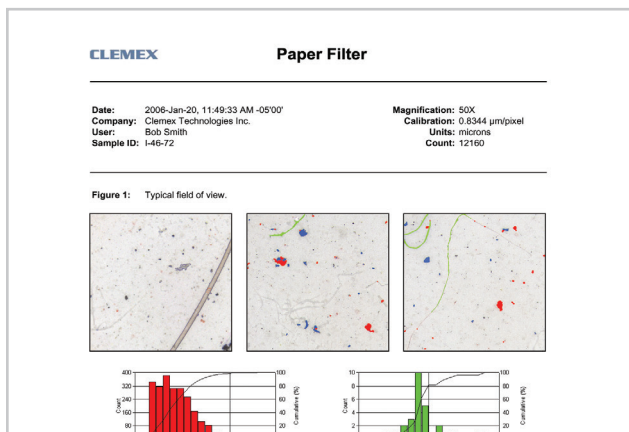 CLEMEX
Paper Filter
Date: 2006-Jan-20, 11:49:33 AM -05'00'
Company: Clemex Technologies Inc.
User: Bob Smith
Sample ID: I-46-72
Magnification: 50X
Calibration: 0.8344 µm/pixel
Units: microns
Count: 12160
Figure 1: Typical field of view.
400
320
240
160
80
Count
100
80
60
40
20
Cumulative (%)
10
8
6
4
2
Count
100
80
60
40
20
Cumulative (%)